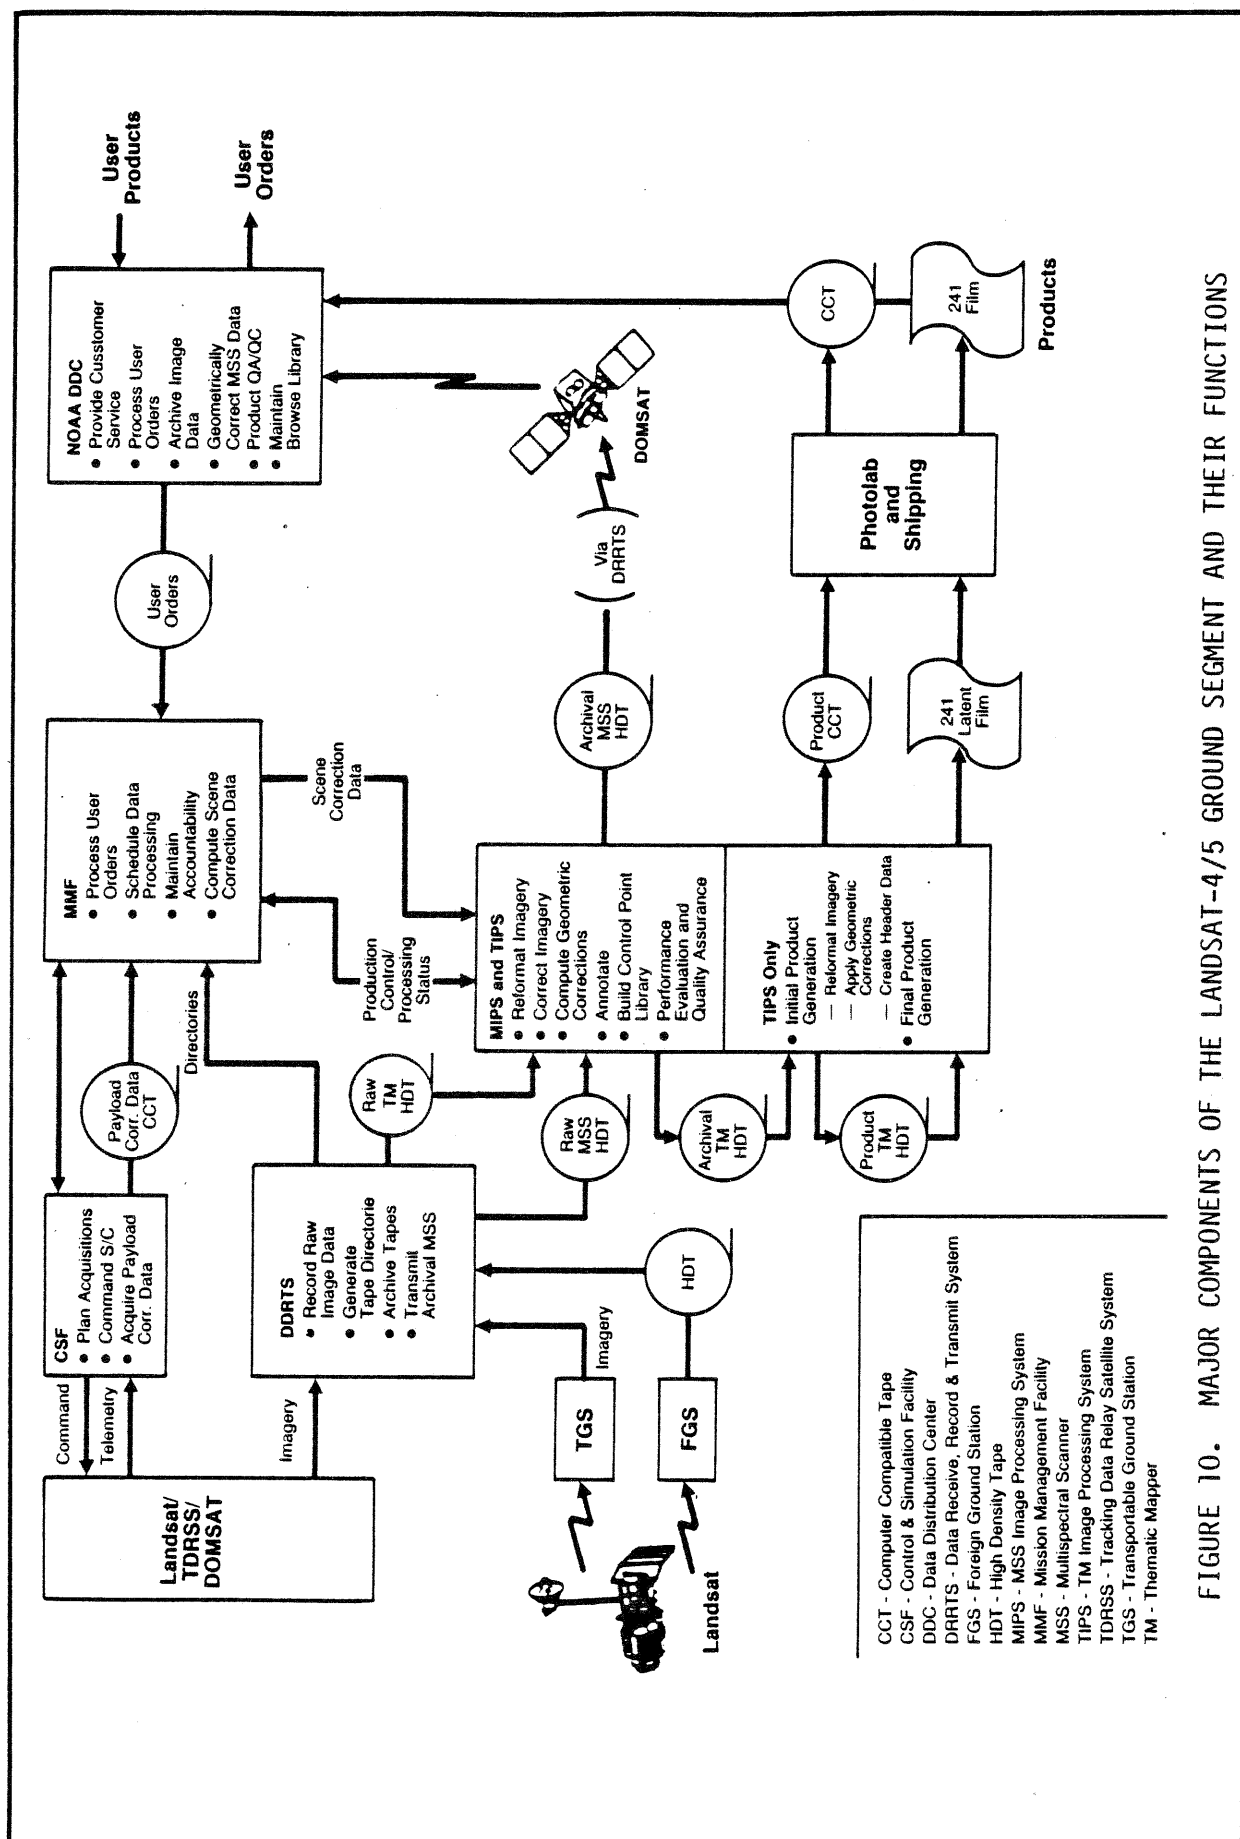 Landsat/
TDRSS/
DOMSAT
Command
Telemetry
Imagery
CSF
• Plan Acquisitions
• Command S/C
• Acquire Payload
Corr. Data
Payload
Corr. Data
CCT
Directories
MMF
• Process User
Orders
• Schedule Data
Processing
• Maintain
Accountability
• Compute Scene
Correction Data
User
Orders
NOAA DDC
• Provide Cusstomer
Service
• Process User
Orders
• Archive Image
Data
• Geometrically
Correct MSS Data
• Product QA/QC
• Maintain
Browse Library
User
Products
User
Orders
DDRTS
• Record Raw
Image Data
• Generate
Tape Directorie
• Archive Tapes
• Transmit
Archival MSS
Raw
TM
HDT
Raw
MSS
HDT
Production
Control/
Processing
Status
Scene
Correction
Data
Landsat
TGS
FGS
Imagery
HDT
MIPS and TIPS
• Reformat Imagery
• Correct Imagery
• Compute Geometric
Corrections
• Annotate
• Build Control Point
Library
• Performance
Evaluation and
Quality Assurance
TIPS Only
• Initial Product
Generation
— Reformat Imagery
— Apply Geometric
Corrections
— Create Header Data
• Final Product
Generation
Archival
TM
HDT
Product
TM
HDT
Archival
MSS
HDT
Via
DRRTS
DOMSAT
Product
CCT
241
Latent
Film
Photolab
and
Shipping
CCT
241
Film
Products
CCT - Computer Compatible Tape
CSF - Control & Simulation Facility
DDC - Data Distribution Center
DRRTS - Data Receive, Record & Transmit System
FGS - Foreign Ground Station
HDT - High Density Tape
MIPS - MSS Image Processing System
MMF - Mission Management Facility
MSS - Multispectral Scanner
TIPS - TM Image Processing System
TDRSS - Tracking Data Relay Satellite System
TGS - Transportable Ground Station
TM - Thematic Mapper
FIGURE 10. MAJOR COMPONENTS OF THE LANDSAT-4/5 GROUND SEGMENT AND THEIR FUNCTIONS